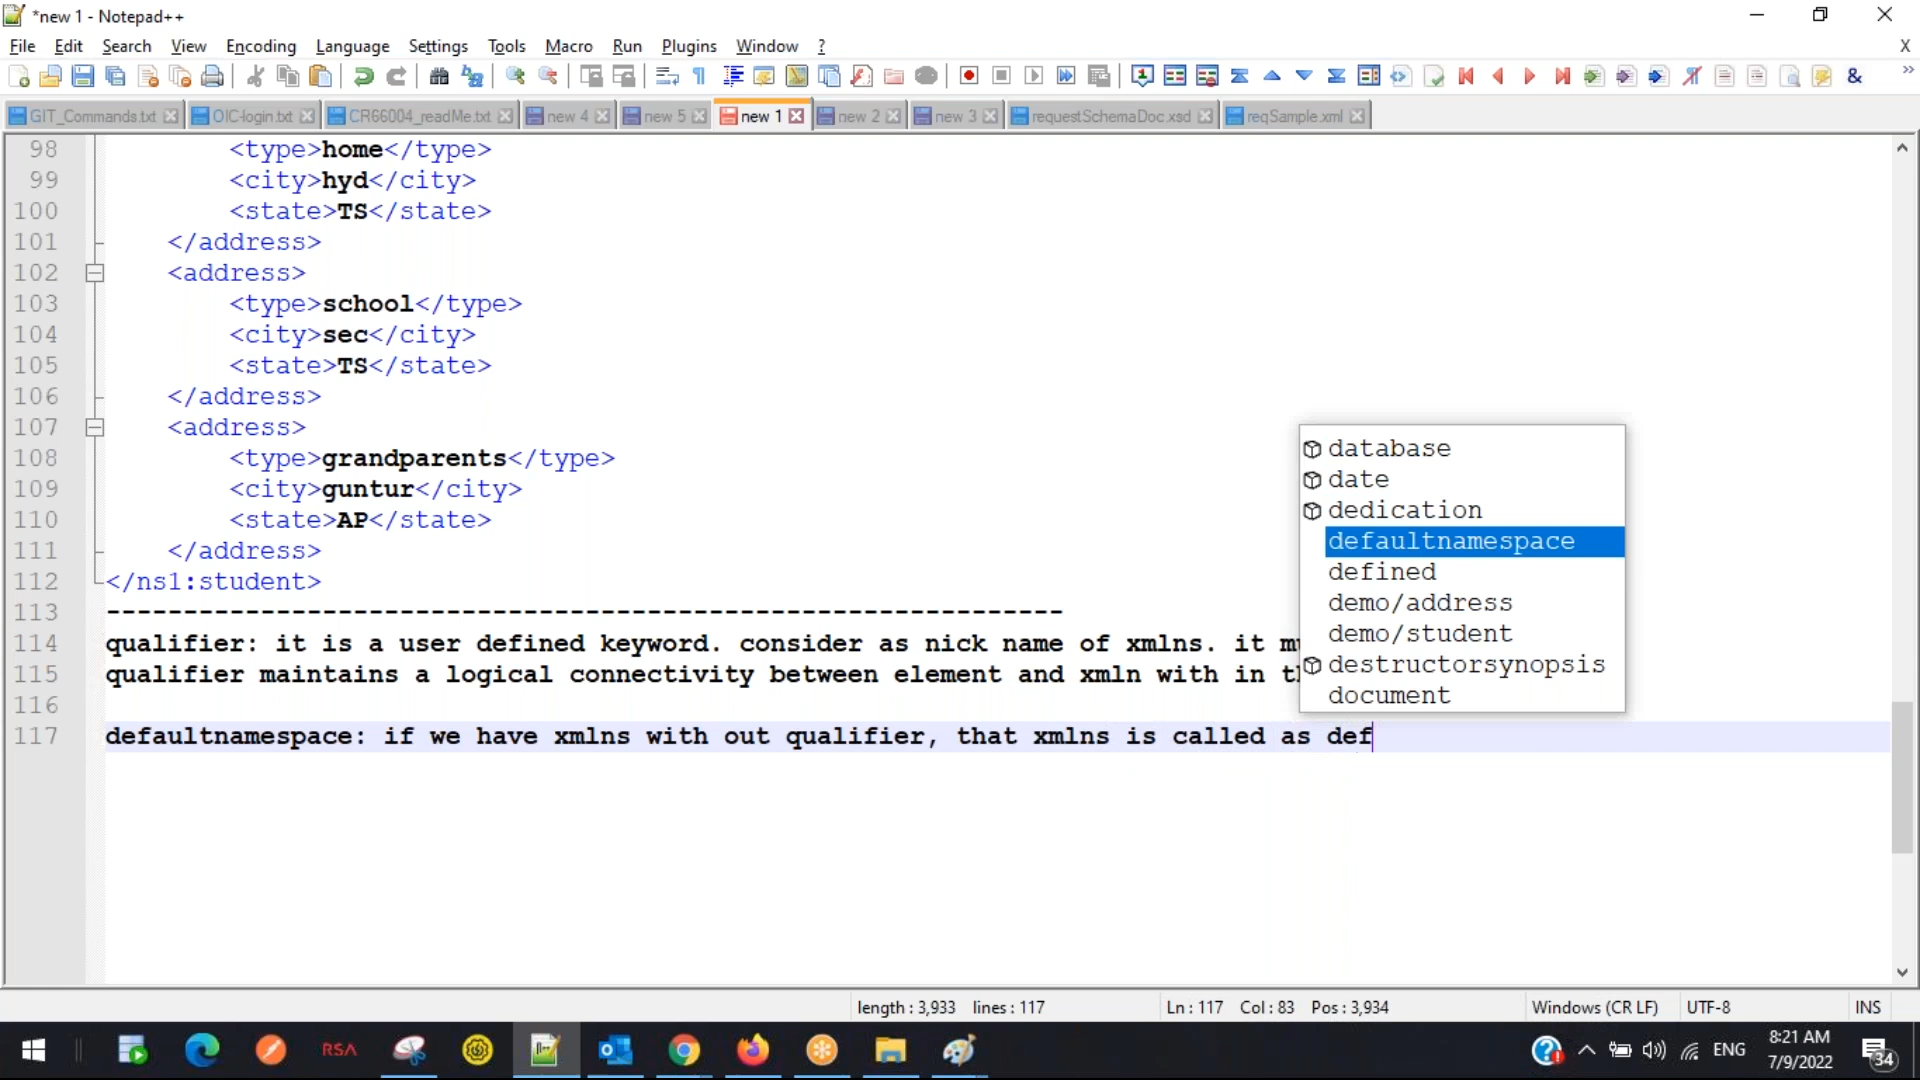 *new 1 - Notepad++
File Edit Search View Encoding Language Settings Tools Macro Run Plugins Window ? X
GIT_Commands.txt OIC-login.txt CR66004_readMe.txt new 4 new 5 new 1 new 2 new 3 requestSchemaDoc.xsd reqSample.xml
98 <type>home</type>
99 <city>hyd</city>
100 <state>TS</state>
101 </address>
102 <address>
103 <type>school</type>
104 <city>sec</city>
105 <state>TS</state>
106 </address>
107 <address>
108 <type>grandparents</type>
109 <city>guntur</city>
110 <state>AP</state>
111 </address>
112 </ns1:student>
113 --------------------------------------------------------------
114 qualifier: it is a user defined keyword. consider as nick name of xmlns. it mu
115 qualifier maintains a logical connectivity between element and xmln with in t
116
117 defaultnamespace: if we have xmlns with out qualifier, that xmlns is called as def
database
date
dedication
defaultnamespace
defined
demo/address
demo/student
destructorsynopsis
document
length : 3,933 lines : 117 Ln : 117 Col : 83 Pos : 3,934 Windows (CR LF) UTF-8 INS
RSA ENG 8:21 AM
7/9/2022 34